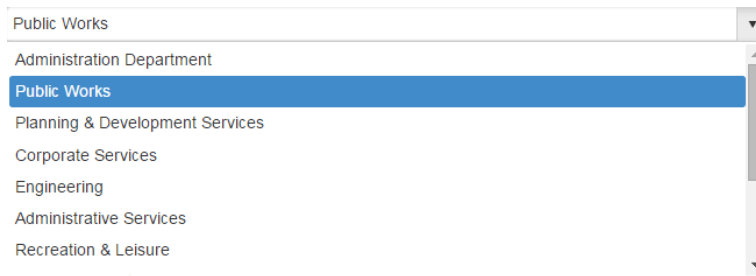 Public Works
Administration Department
Public Works
Planning & Development Services
Corporate Services
Engineering
Administrative Services
Recreation & Leisure